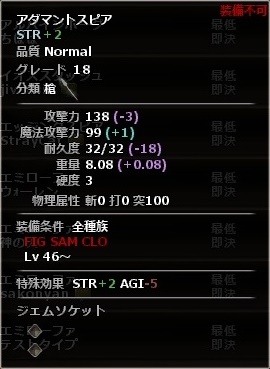 装備不可
アダマントスピア
STR+2
品質 Normal
グレード 18
分類 槍
攻撃力 138 (-3)
魔法攻撃力 99 (+1)
耐久度 32/32 (-18)
重量 8.08 (+0.08)
硬度 3
物理属性 斬0 打0 突100
装備条件 全種族
FIG SAM CLO
Lv 46～
特殊効果 STR+2 AGI-5
ジェムソケット